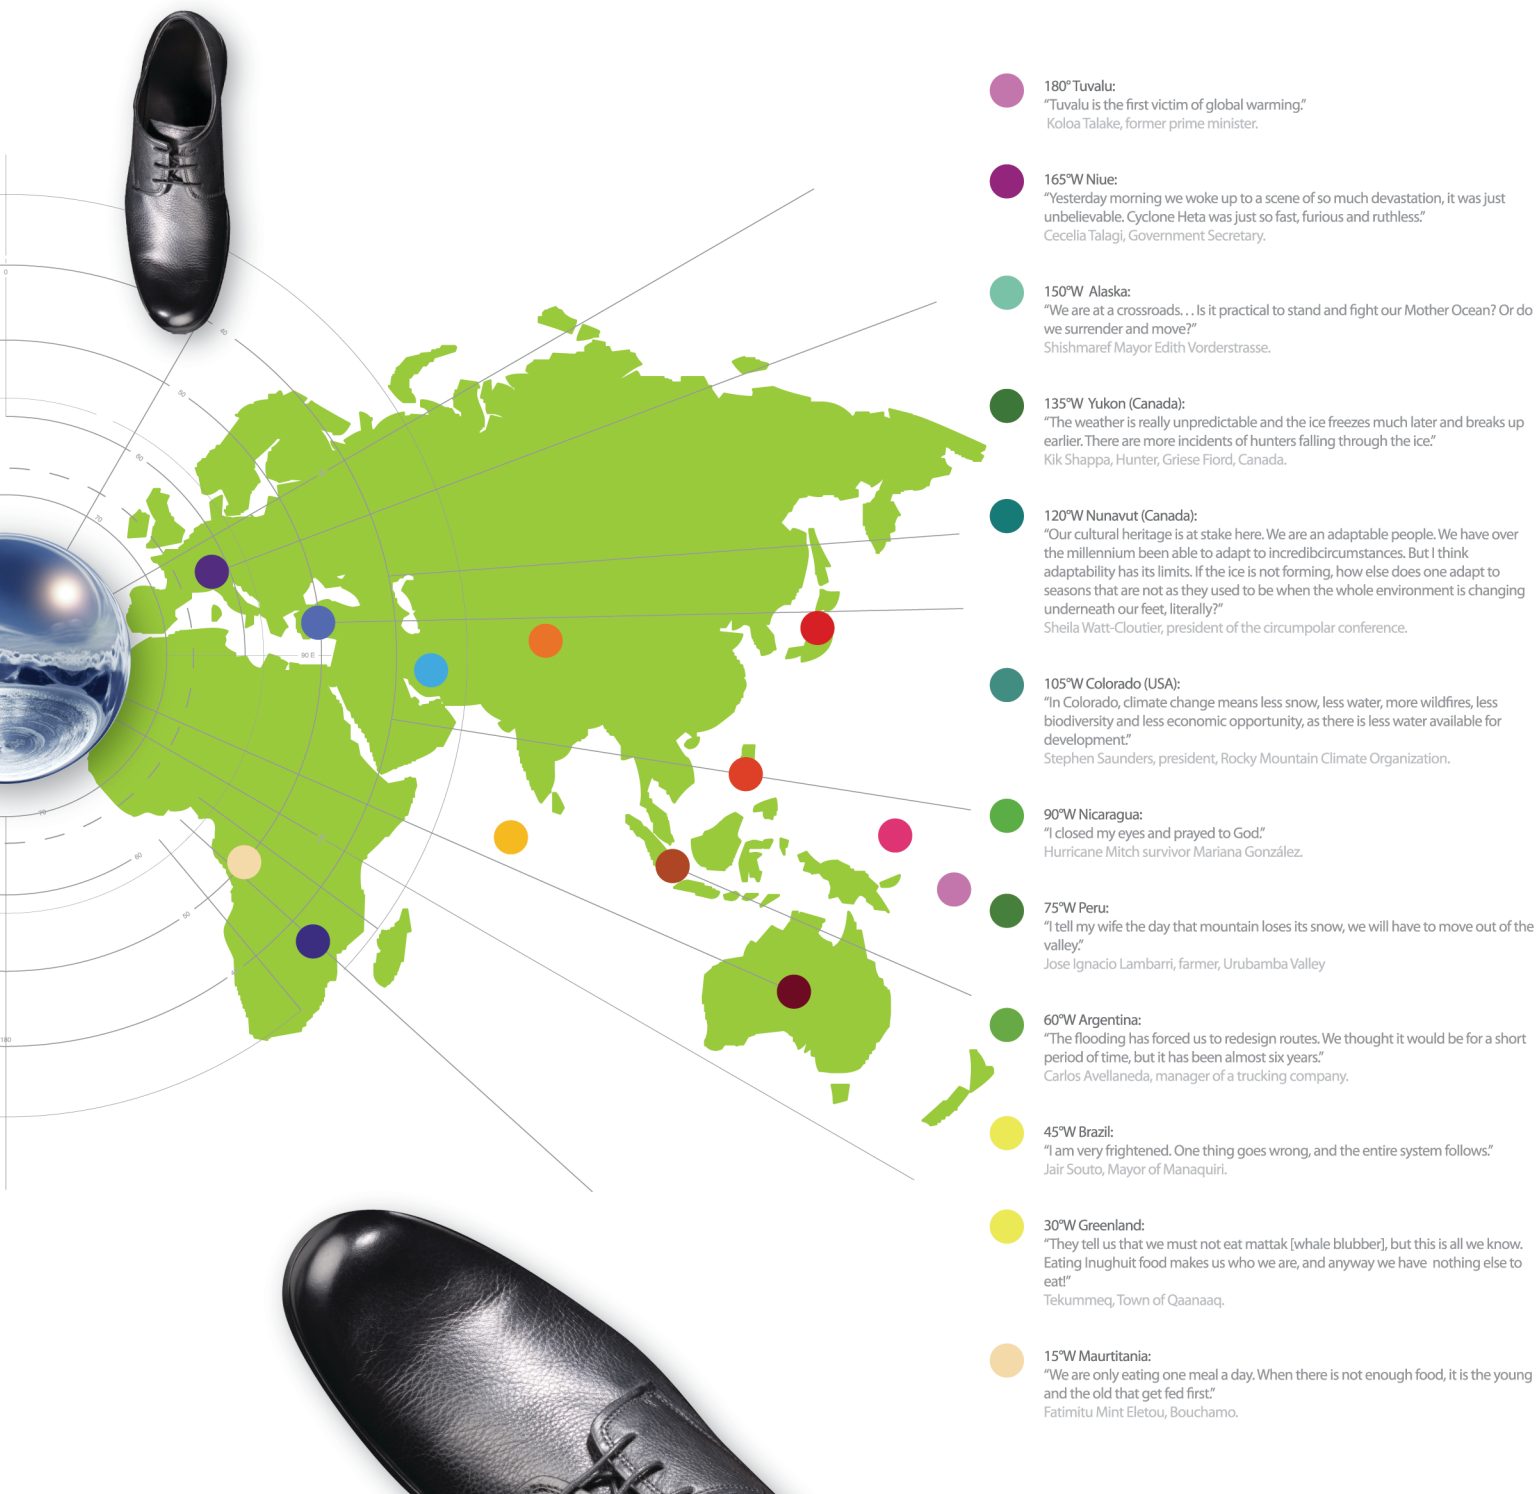 180° Tuvalu:
“Tuvalu is the first victim of global warming.”
Koloa Talake, former prime minister.
165°W Niue:
“Yesterday morning we woke up to a scene of so much devastation, it was just
unbelievable. Cyclone Heta was just so fast, furious and ruthless.”
Cecelia Talagi, Government Secretary.
150°W Alaska:
“We are at a crossroads. . . Is it practical to stand and fight our Mother Ocean? Or do
we surrender and move?”
Shishmaref Mayor Edith Vorderstrasse.
135°W Yukon (Canada):
“The weather is really unpredictable and the ice freezes much later and breaks up
earlier. There are more incidents of hunters falling through the ice.”
Kik Shappa, Hunter, Griese Fiord, Canada.
120°W Nunavut (Canada):
“Our cultural heritage is at stake here. We are an adaptable people. We have over
the millennium been able to adapt to incredibcircumstances. But I think
adaptability has its limits. If the ice is not forming, how else does one adapt to
seasons that are not as they used to be when the whole environment is changing
underneath our feet, literally?”
Sheila Watt-Cloutier, president of the circumpolar conference.
105°W Colorado (USA):
“In Colorado, climate change means less snow, less water, more wildfires, less
biodiversity and less economic opportunity, as there is less water available for
development.”
Stephen Saunders, president, Rocky Mountain Climate Organization.
90°W Nicaragua:
“I closed my eyes and prayed to God.”
Hurricane Mitch survivor Mariana González.
75°W Peru:
“I tell my wife the day that mountain loses its snow, we will have to move out of the
valley.”
Jose Ignacio Lambarri, farmer, Urubamba Valley
60°W Argentina:
“The flooding has forced us to redesign routes. We thought it would be for a short
period of time, but it has been almost six years.”
Carlos Avellaneda, manager of a trucking company.
45°W Brazil:
“I am very frightened. One thing goes wrong, and the entire system follows.”
Jair Souto, Mayor of Manaquiri.
30°W Greenland:
“They tell us that we must not eat mattak [whale blubber], but this is all we know.
Eating Inughuit food makes us who we are, and anyway we have nothing else to
eat!”
Tekummeq, Town of Qaanaaq.
15°W Maurtitania:
“We are only eating one meal a day. When there is not enough food, it is the young
and the old that get fed first.”
Fatimitu Mint Eletou, Bouchamo.
0
40
50
60
70
90 E
70
60
50
180